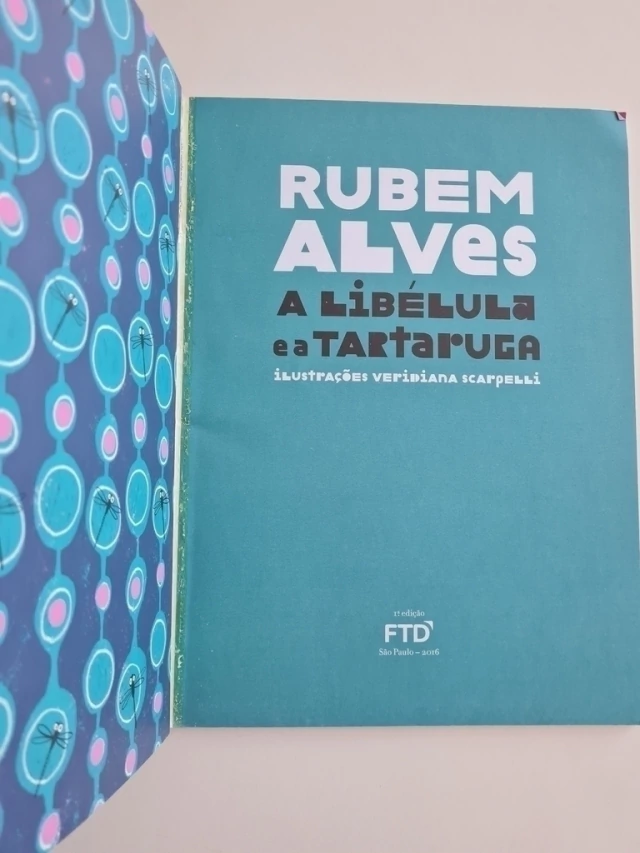 RUBEM
ALVes
A LiBÉLULa
e a TARtaruGA
ilustrações Veridiana Scarpelli
1ª edição
FTD
São Paulo – 2016